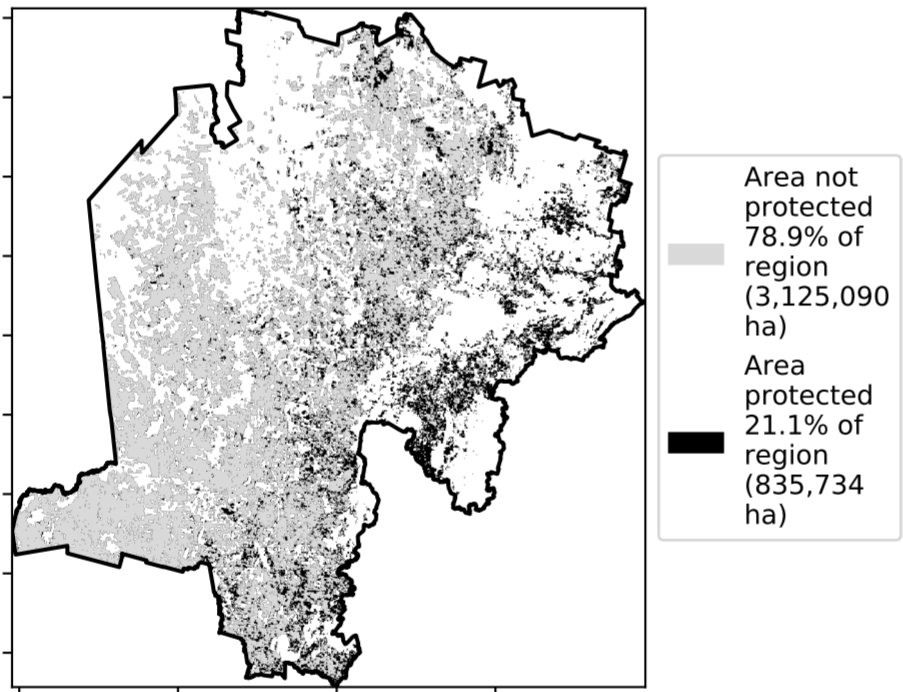 Area not
protected
78.9% of
region
(3,125,090
ha)
Area
protected
21.1% of
region
(835,734
ha)